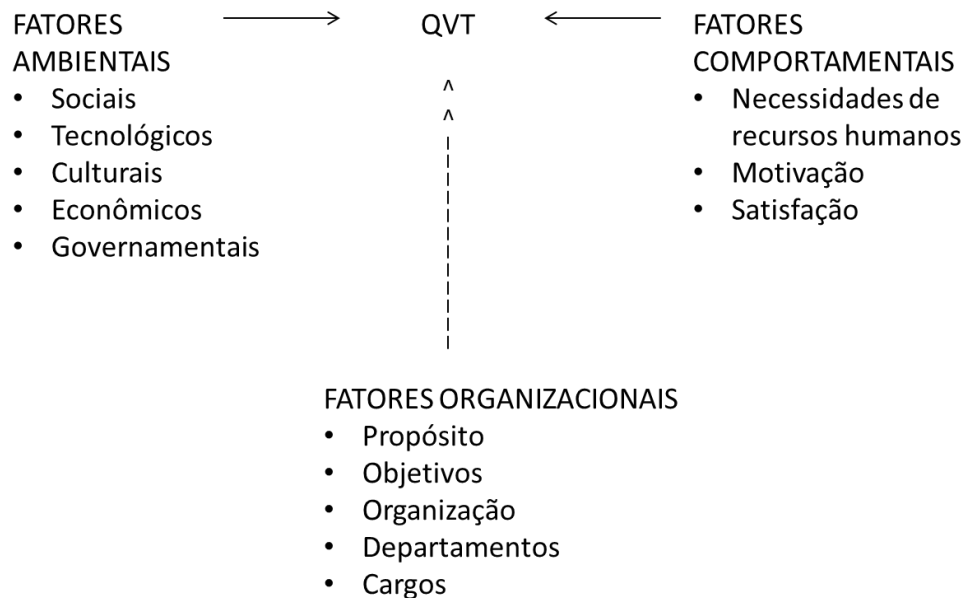 FATORES
AMBIENTAIS
• Sociais
• Tecnológicos
• Culturais
• Econômicos
• Governamentais
QVT
FATORES
COMPORTAMENTAIS
• Necessidades de
recursos humanos
• Motivação
• Satisfação
FATORES ORGANIZACIONAIS
• Propósito
• Objetivos
• Organização
• Departamentos
• Cargos